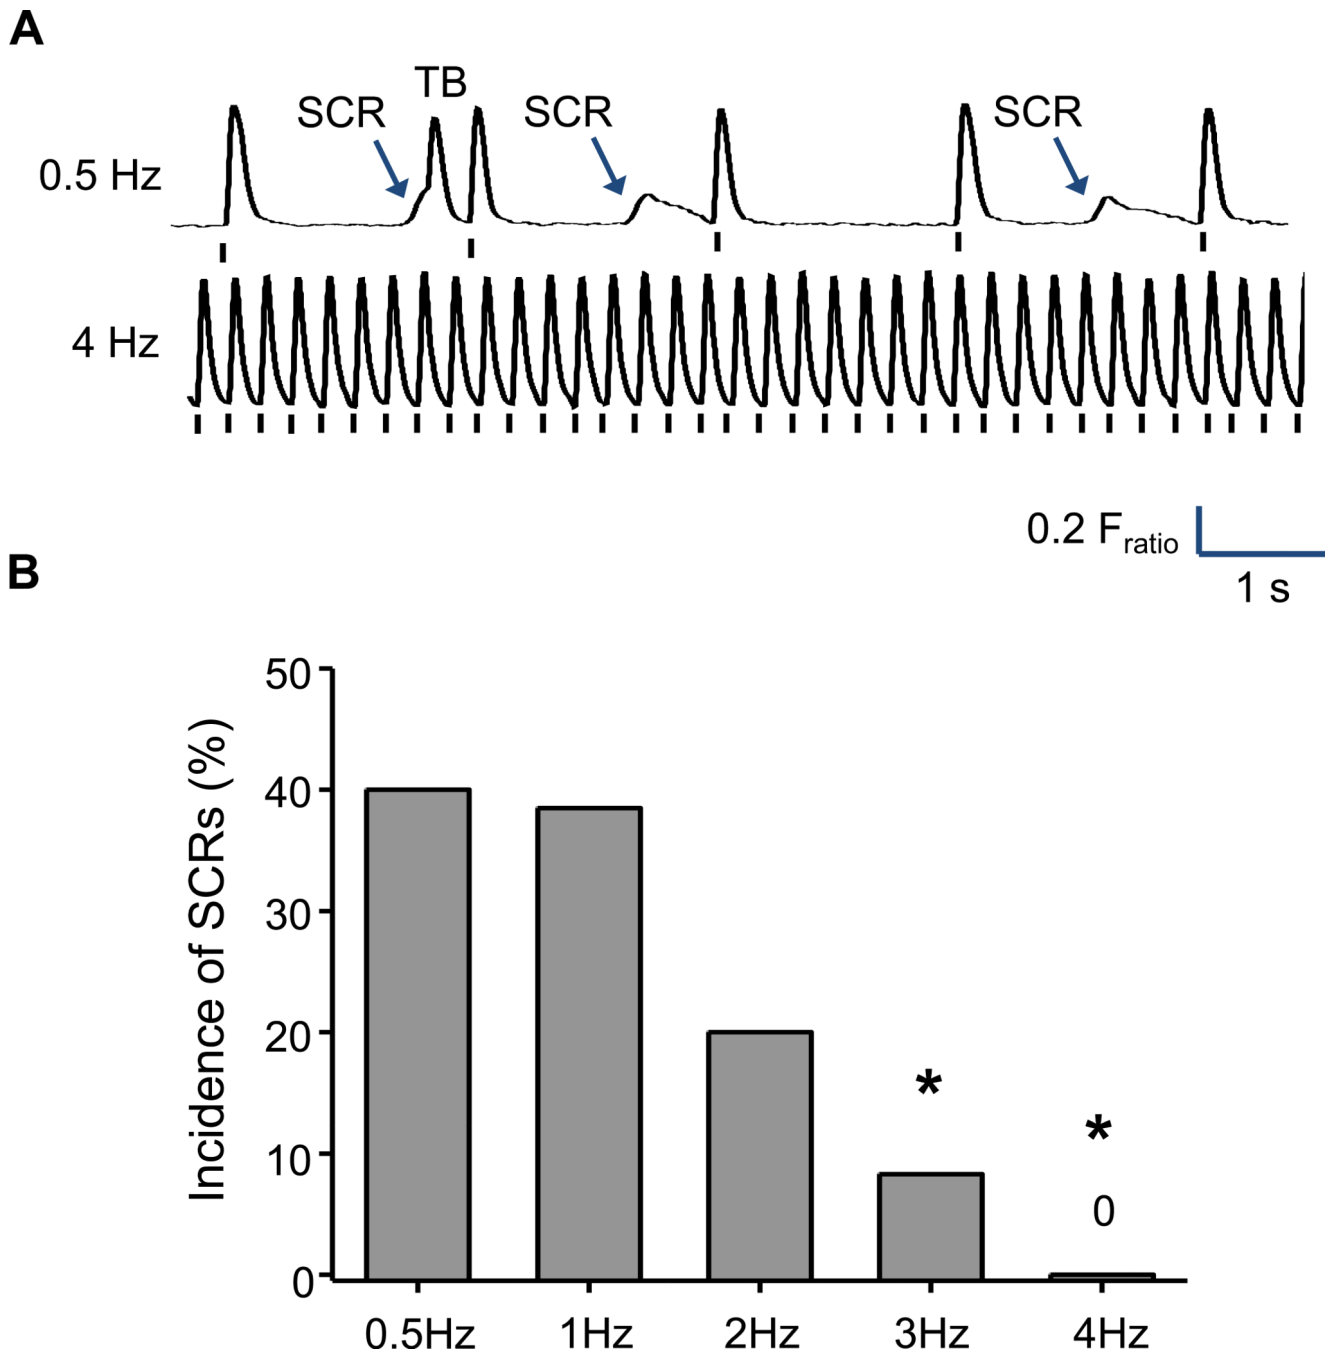 A
TB
SCR SCR SCR
0.5 Hz
4 Hz
0.2 Fratio
1 s
B
Incidence of SCRs (%)
50
40
30
20
10
0
* *
0
0.5Hz 1Hz 2Hz 3Hz 4Hz